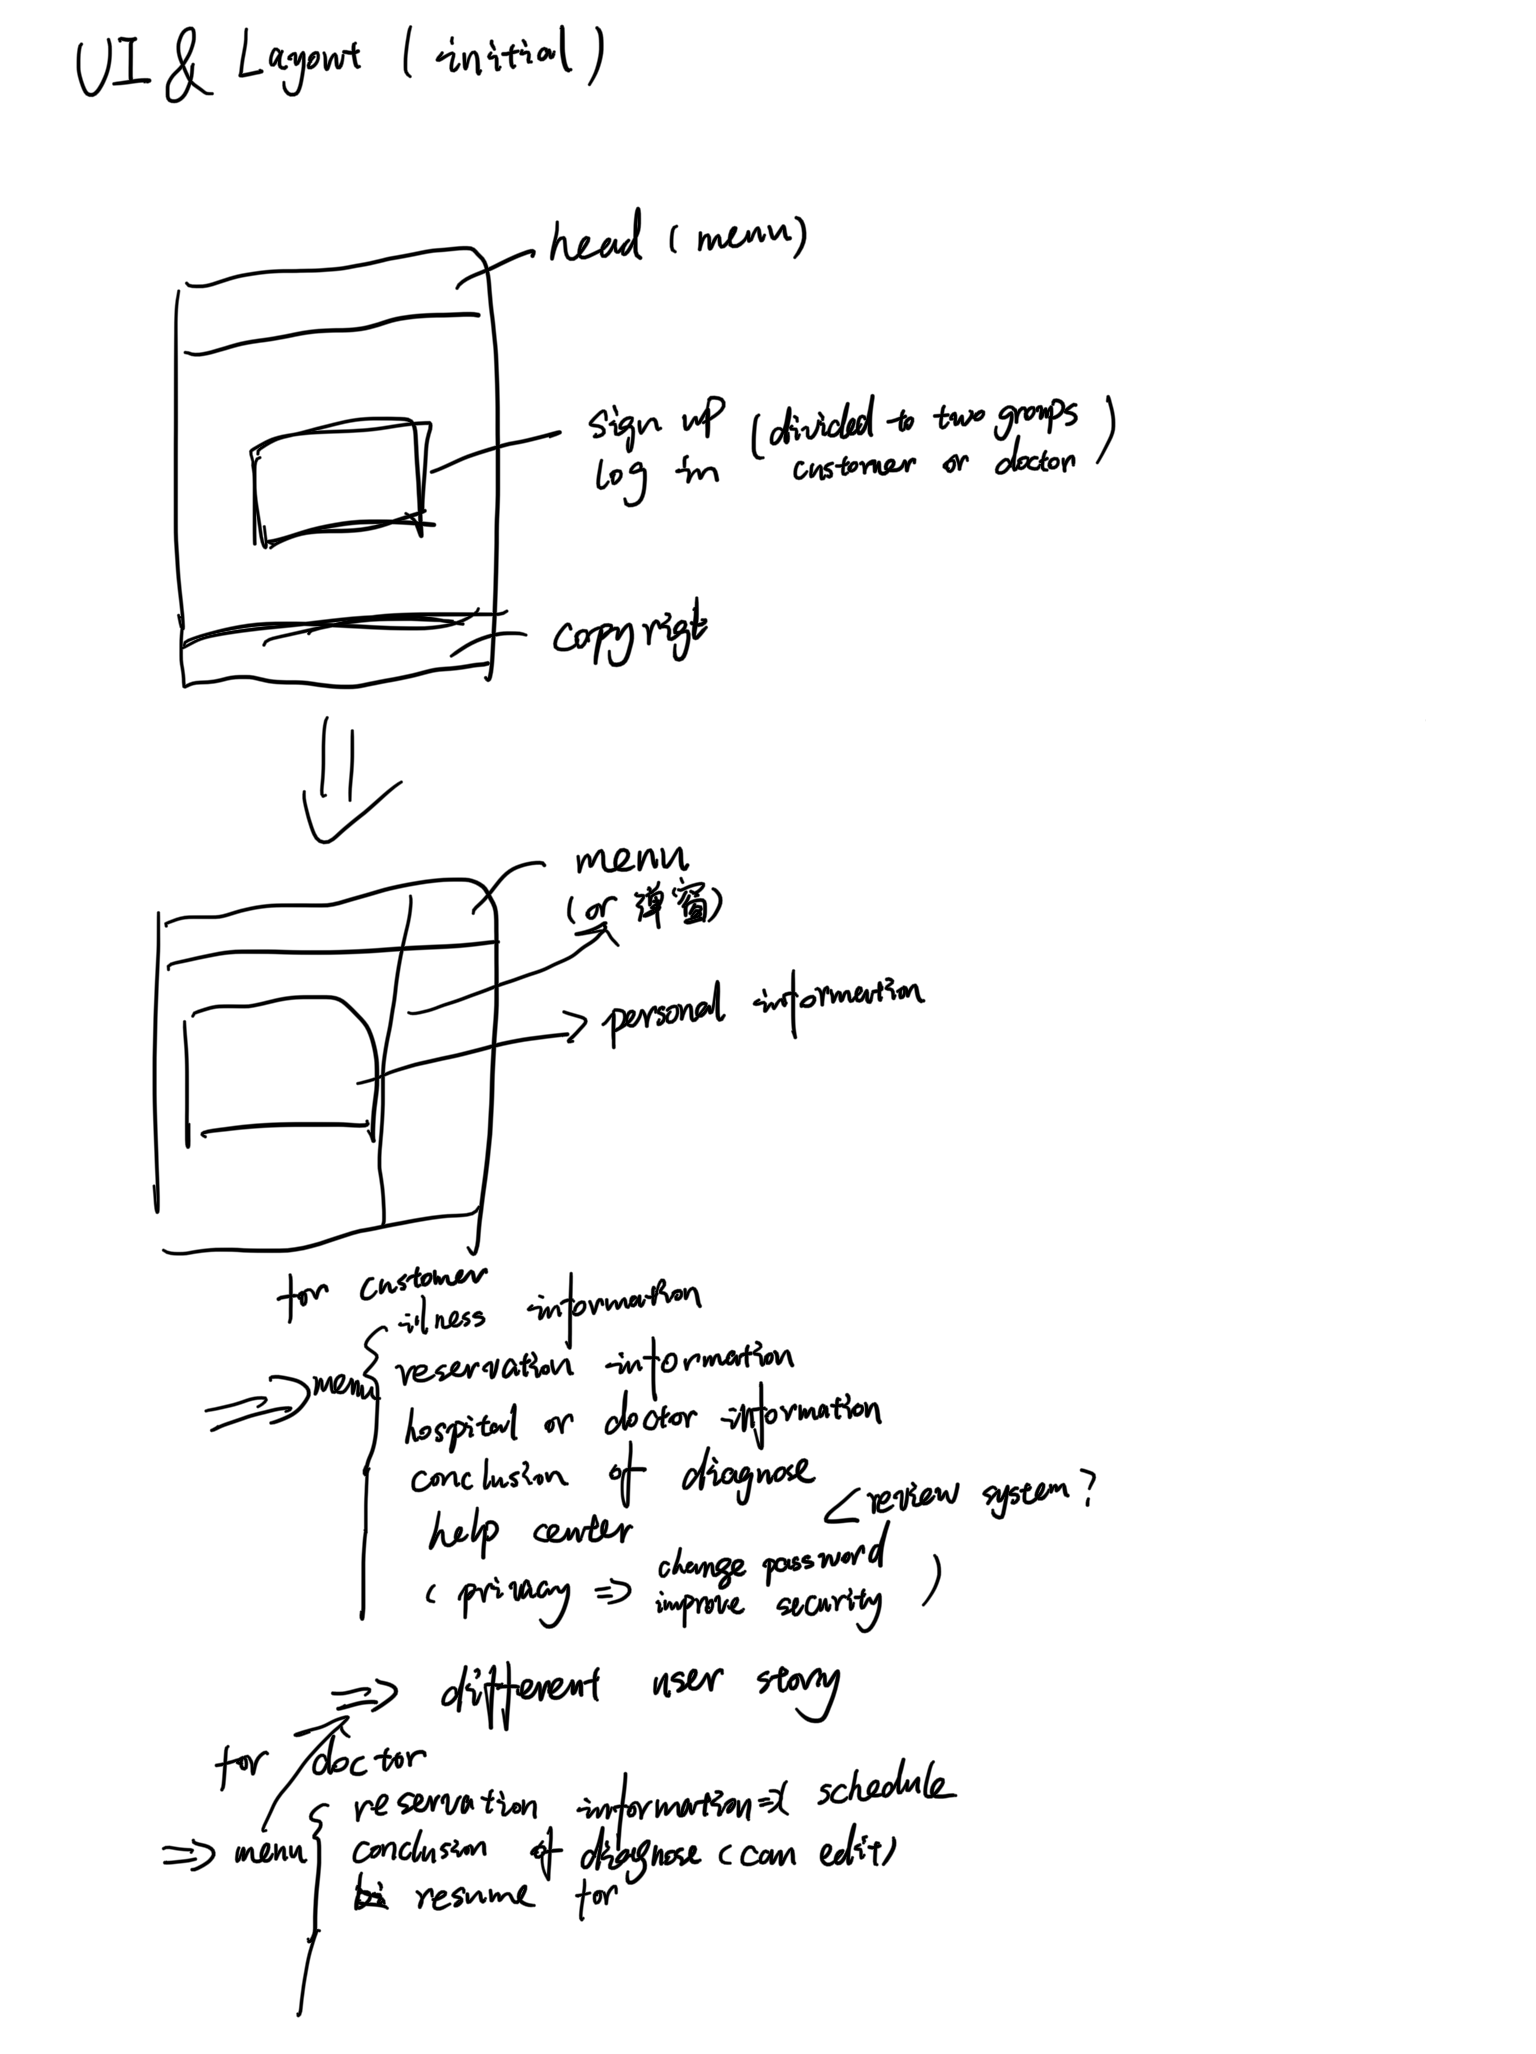 UI & Layout (initial)
head (menu)
sign up
log in
(divided to two groups
customer or doctor)
copyrigt
menu
(or 弹窗)
personal information
for customer
menu
ilness information
reservation information
hospital or doctor information
conclusion of diagnose
< review system?
help center
(privacy ⇒ change password
improve security)
⇒ different user story
for doctor
⇒ menu
reservation information ⇒ schedule
conclusion of diagnose (can edit)
resume for